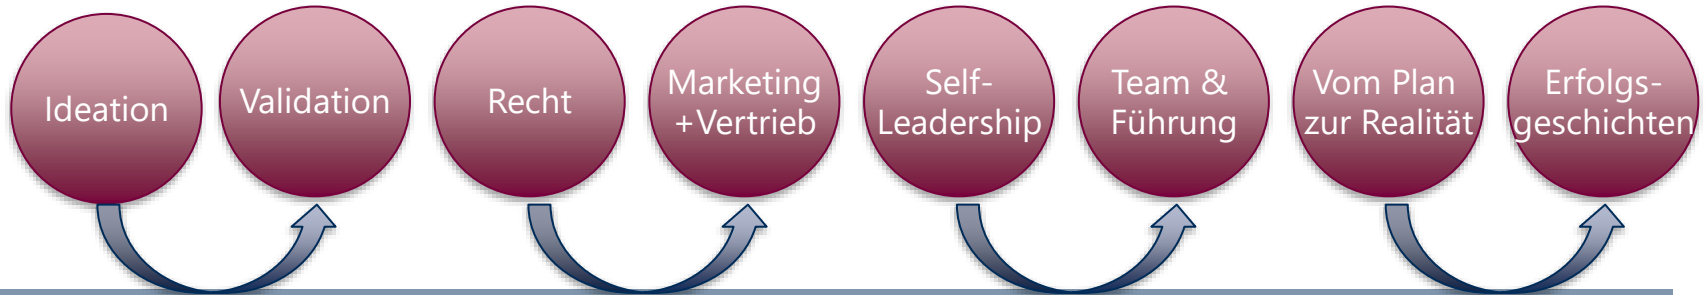 Ideation
Validation
Recht
Marketing
+Vertrieb
Self-
Leadership
Team &
Führung
Vom Plan
zur Realität
Erfolgs-
geschichten